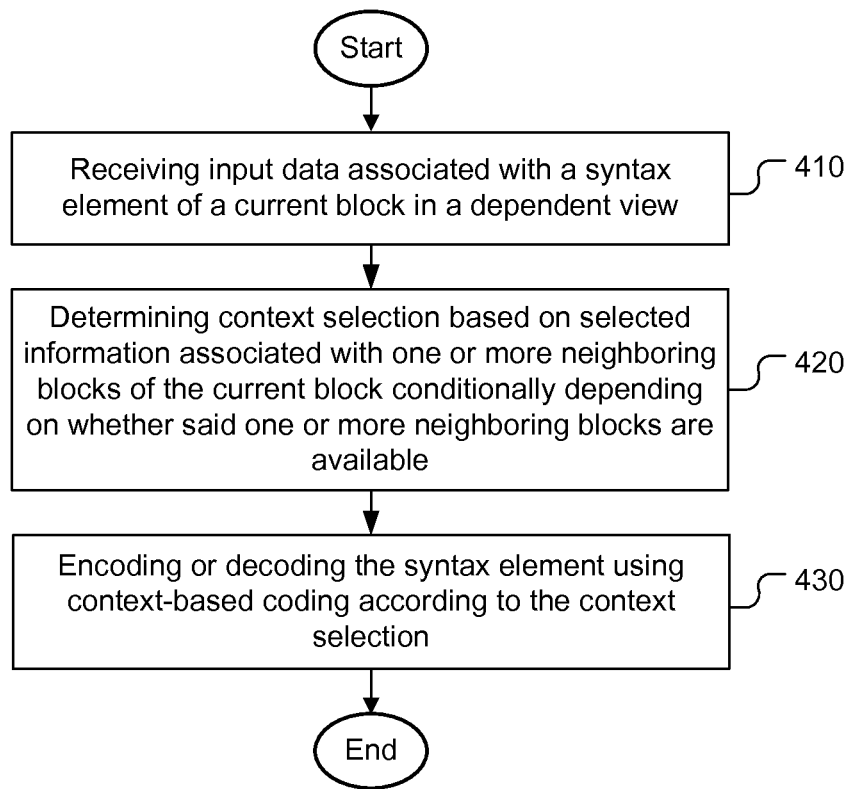 Start
Receiving input data associated with a syntax
element of a current block in a dependent view
410
Determining context selection based on selected
information associated with one or more neighboring
blocks of the current block conditionally depending
on whether said one or more neighboring blocks are
available
420
Encoding or decoding the syntax element using
context-based coding according to the context
selection
430
End